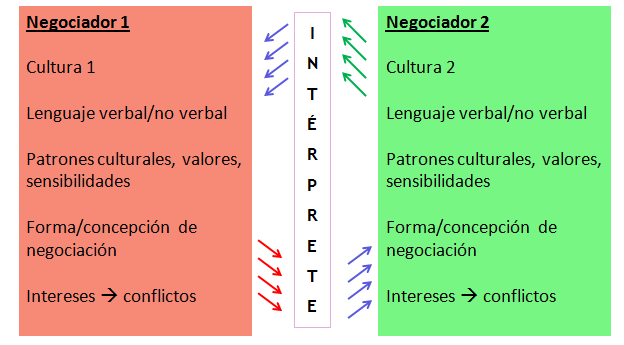 Negociador 1
Cultura 1
Lenguaje verbal/no verbal
Patrones culturales, valores,
sensibilidades
Forma/concepción de
negociación
Intereses → conflictos
I
N
T
É
R
P
R
E
T
E
Negociador 2
Cultura 2
Lenguaje verbal/no verbal
Patrones culturales, valores,
sensibilidades
Forma/concepción de
negociación
Intereses → conflictos